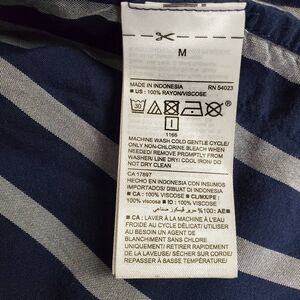 M
MADE IN INDONESIA RN 54023
■ US: 100% RAYON/VISCOSE
30
1166
MACHINE WASH COLD GENTLE CYCLE/
ONLY NON-CHLORINE BLEACH WHEN
NEEDED/ REMOVE PROMPTLY FROM
WASHER/ LINE DRY/ COOL IRON/ DO
NOT DRY CLEAN
CA 17897
HECHO EN INDONESIA CON INSUMOS
IMPORTADOS/ DIBUAT DI INDONESIA
■ CA: 100% viscose ■ CL/MX/PE:
100% viscosa ■ ID: 100% viscose
■ AE: 100% سكوز
■ CA: LAVER À LA MACHINE À L'EAU
FROIDE AU CYCLE DÉLICAT/ UTILISER
AU BESOIN UN AGENT DE
BLANCHIMENT SANS CHLORE
UNIQUEMENT/ RETIRER RAPIDEMENT
DE LA LAVEUSE/ SÉCHER SUR CORDE/
REPASSER À BASSE TEMPÉRATURE/